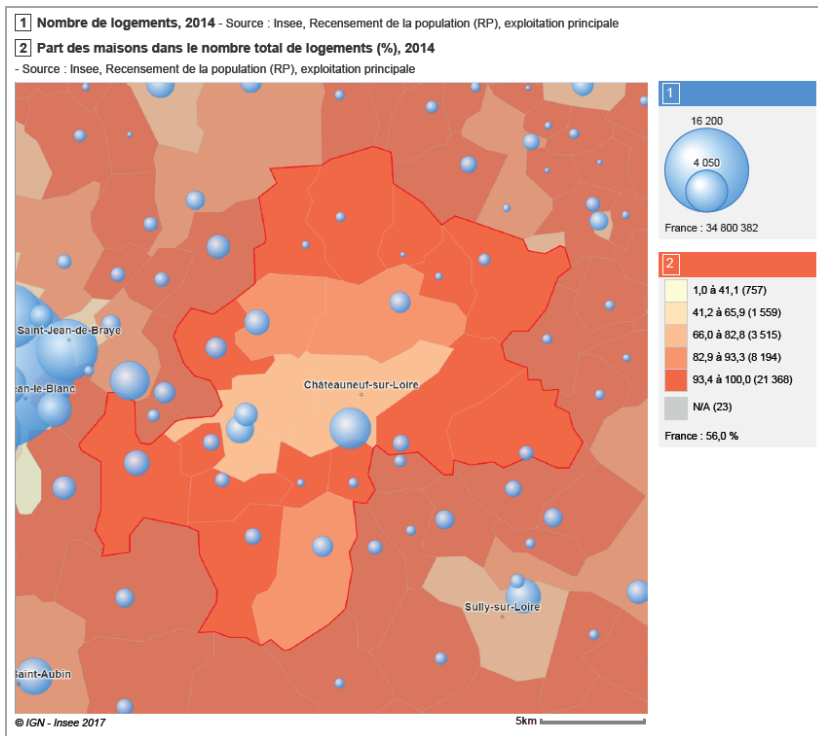 1 Nombre de logements, 2014 - Source : Insee, Recensement de la population (RP), exploitation principale
2 Part des maisons dans le nombre total de logements (%), 2014
- Source : Insee, Recensement de la population (RP), exploitation principale
1
16 200
4 050
France : 34 800 382
2
1,0 à 41,1 (757)
41,2 à 65,9 (1 559)
66,0 à 82,8 (3 515)
82,9 à 93,3 (8 194)
93,4 à 100,0 (21 368)
N/A (23)
France : 56,0 %
Saint-Jean-de-Braye
ean-le-Blanc
Châteauneuf-sur-Loire
Sully-sur-Loire
Saint-Aubin
© IGN - Insee 2017
5km